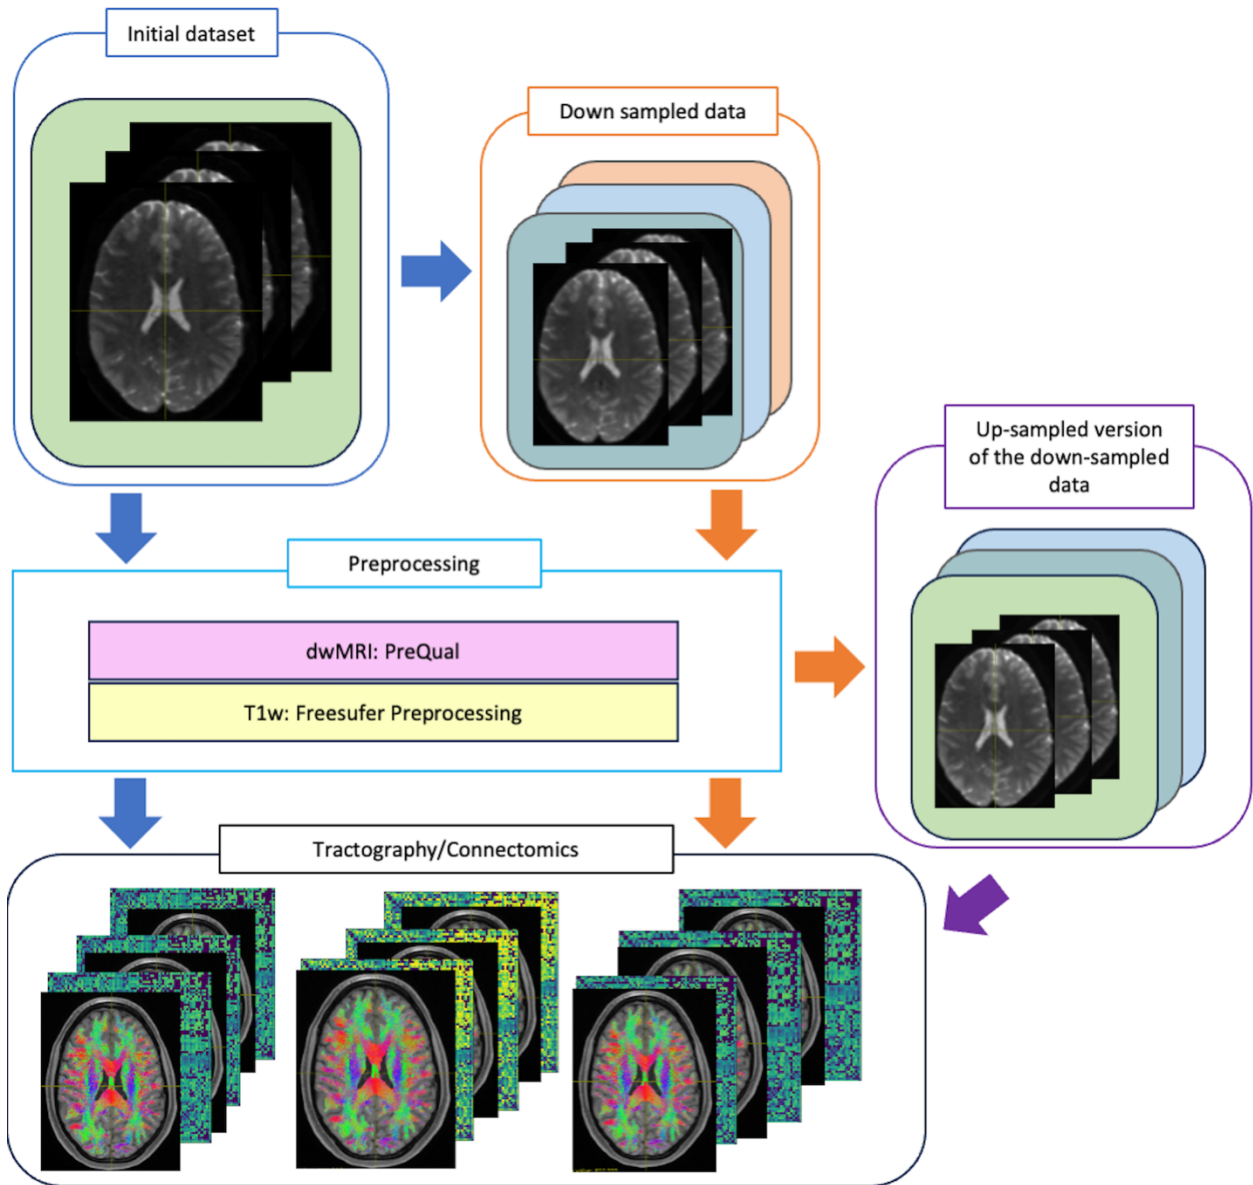 Initial dataset
Down sampled data
Up-sampled version
of the down-sampled
data
Preprocessing
dwMRI: PreQual
T1w: Freesufer Preprocessing
Tractography/Connectomics